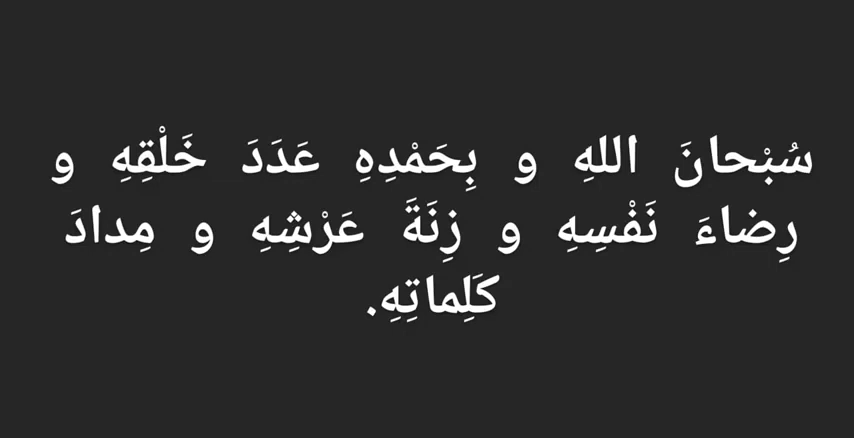 سُبْحانَ اللهِ و بِحَمْدِهِ عَدَدَ خَلْقِهِ و
رِضاءَ نَفْسِهِ و زِنَةَ عَرْشِهِ و مِدادَ
كَلِماتِهِ.